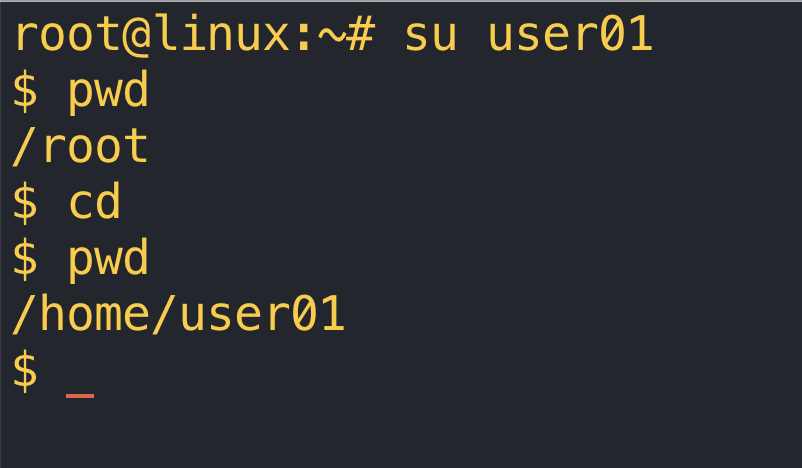 root@linux:~# su user01
$ pwd
/root
$ cd
$ pwd
/home/user01
$ _